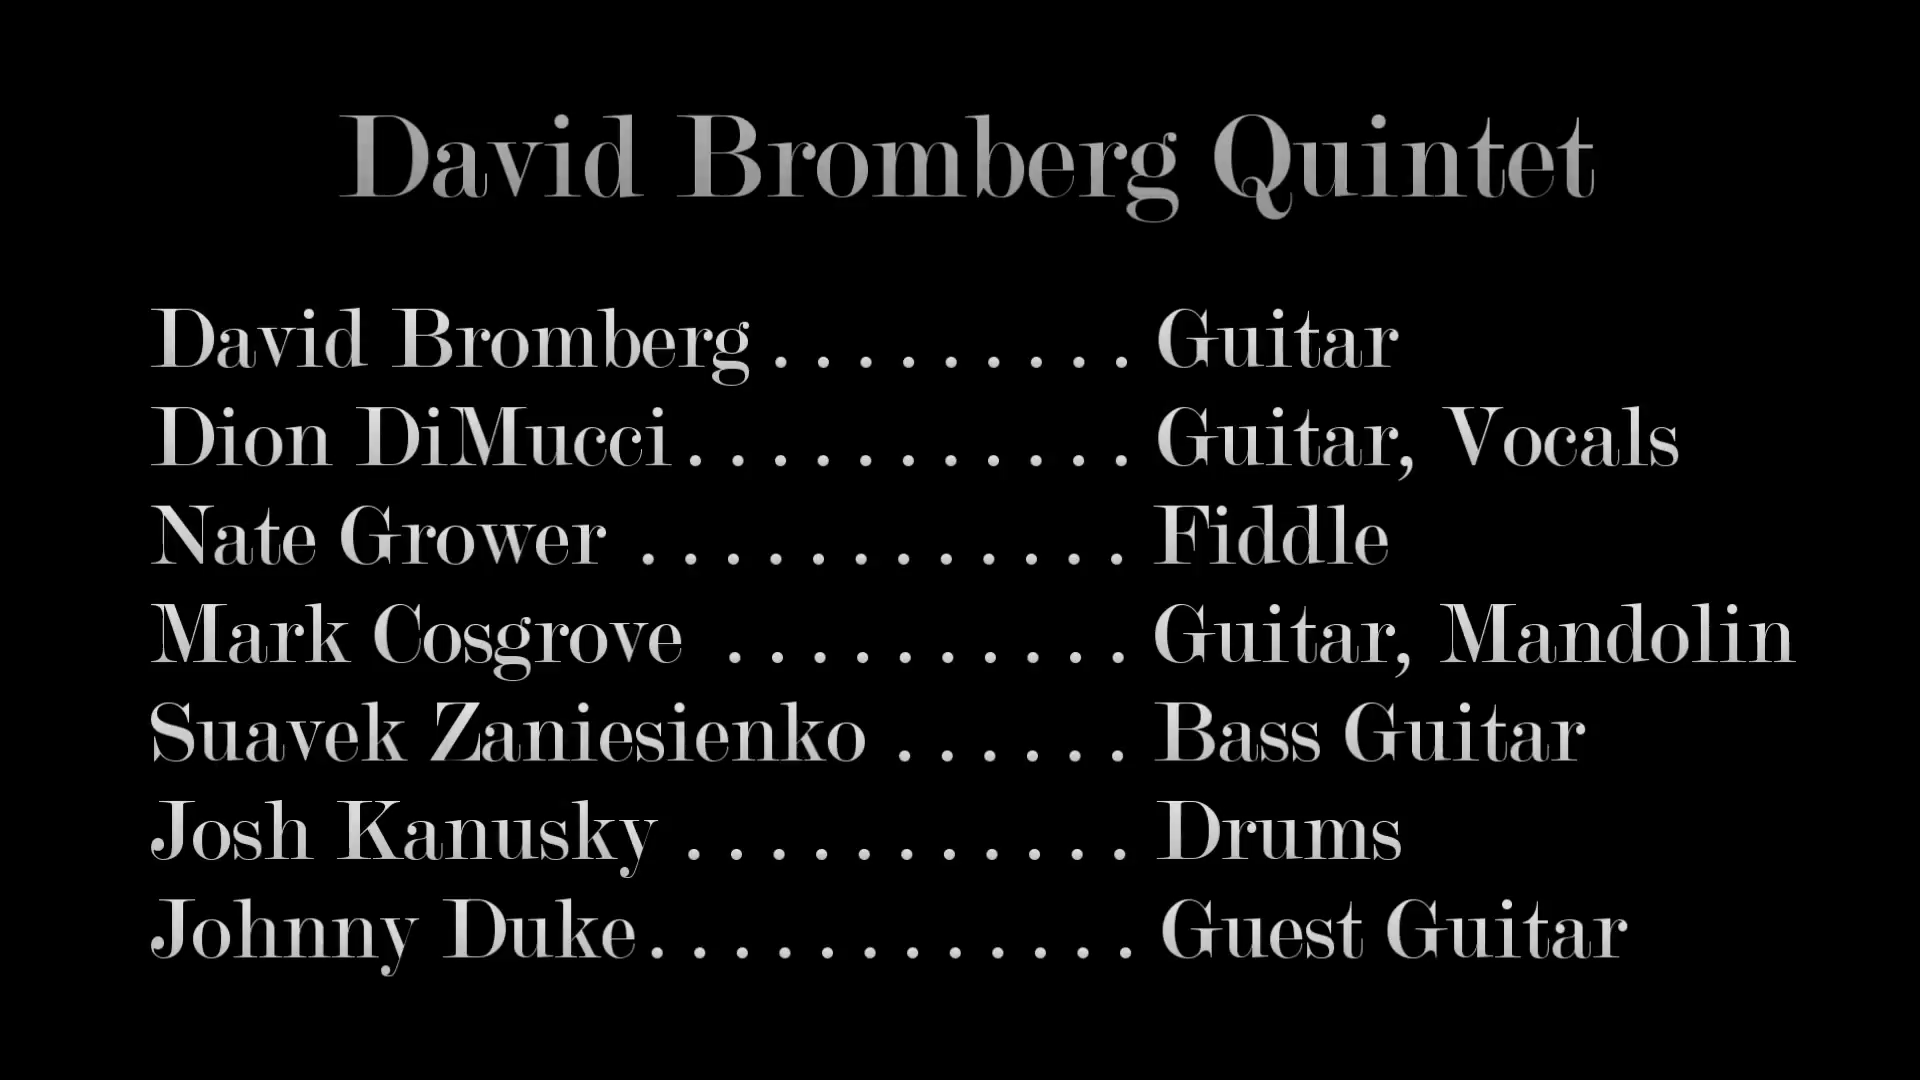 David Bromberg Quintet
David Bromberg . . . . . . . . . Guitar
Dion DiMucci . . . . . . . . . . . Guitar, Vocals
Nate Grower . . . . . . . . . . . . Fiddle
Mark Cosgrove . . . . . . . . . . Guitar, Mandolin
Suavek Zaniesienko . . . . . . Bass Guitar
Josh Kanusky . . . . . . . . . . . Drums
Johnny Duke . . . . . . . . . . . . Guest Guitar